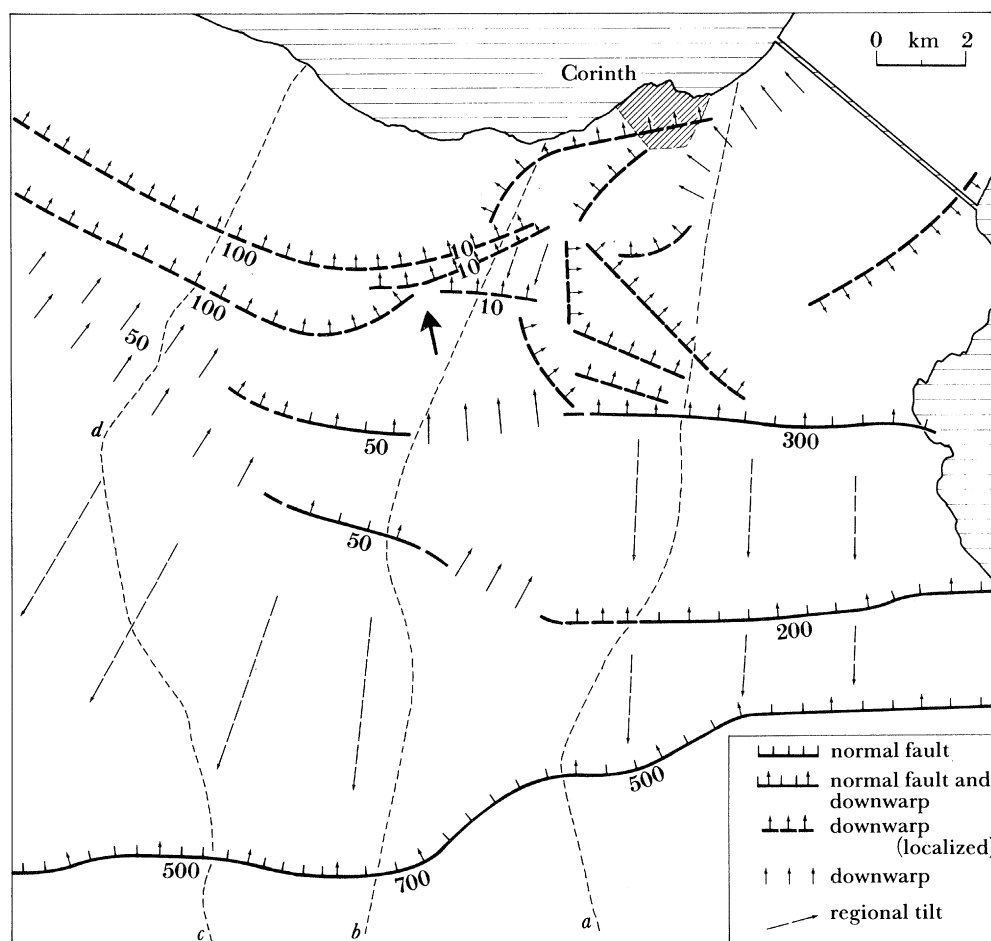 0 km 2
Corinth
100
10
10
100
10
50
d
50
300
50
200
500
500
700
c
b
a
normal fault
normal fault and
downwarp
downwarp
(localized)
downwarp
regional tilt